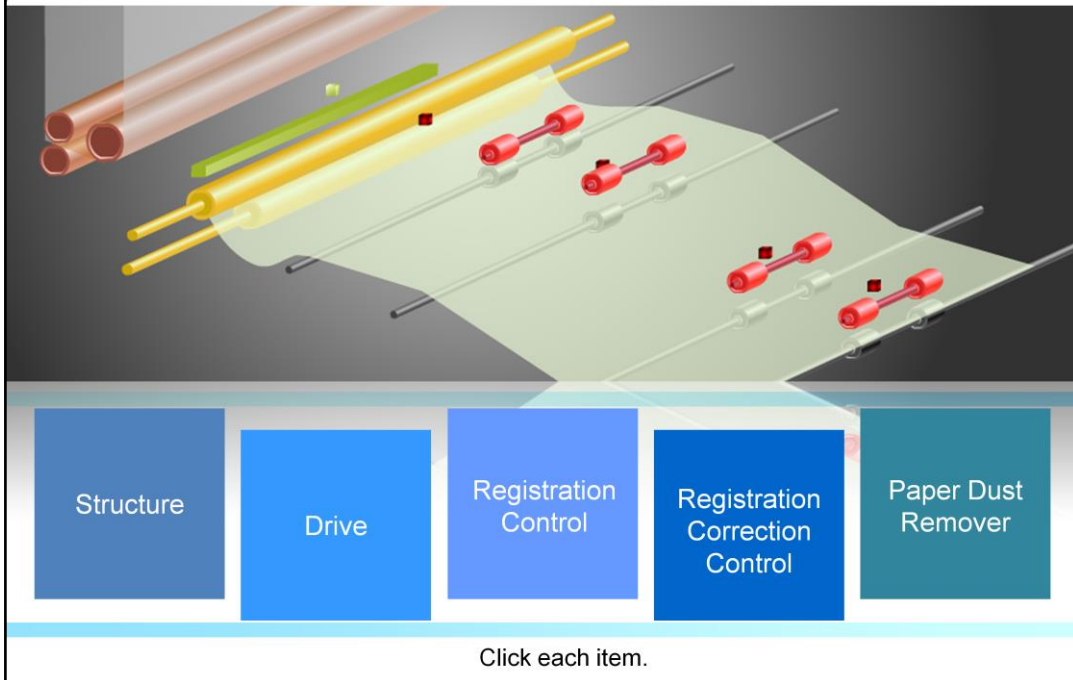 Structure
Drive
Registration
Control
Registration
Correction
Control
Paper Dust
Remover
Click each item.